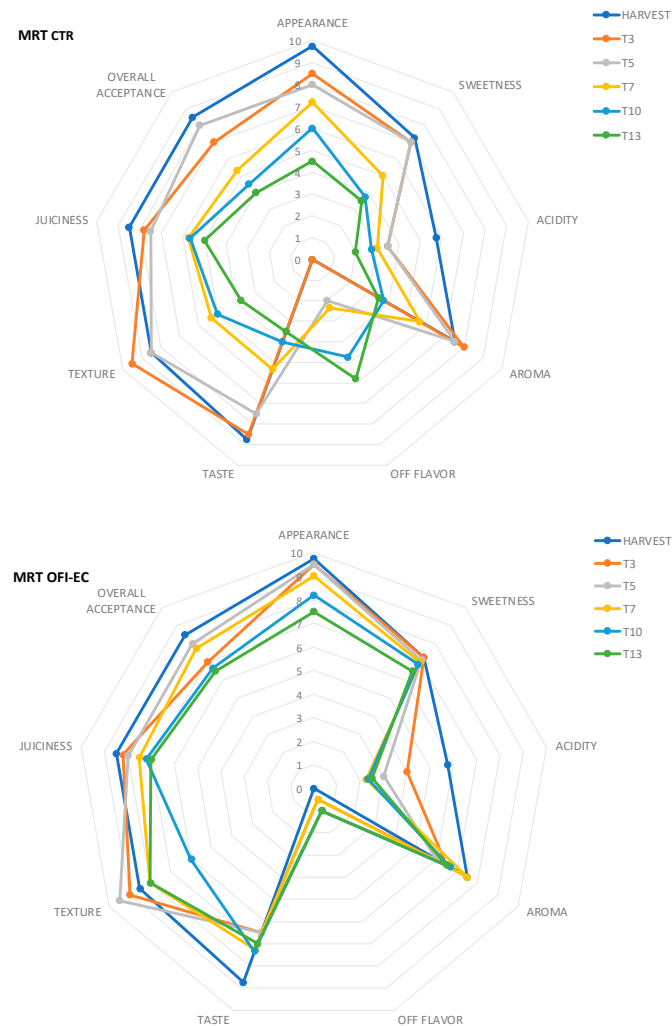 MRT CTR
APPEARANCE
SWEETNESS
ACIDITY
AROMA
OFF FLAVOR
TASTE
TEXTURE
JUICINESS
OVERALL
ACCEPTANCE
10
9
8
7
6
5
4
3
2
1
0
HARVEST
T3
T5
T7
T10
T13
MRT OFI-EC
APPEARANCE
SWEETNESS
ACIDITY
AROMA
OFF FLAVOR
TASTE
TEXTURE
JUICINESS
OVERALL
ACCEPTANCE
10
9
8
7
6
5
4
3
2
1
0
HARVEST
T3
T5
T7
T10
T13